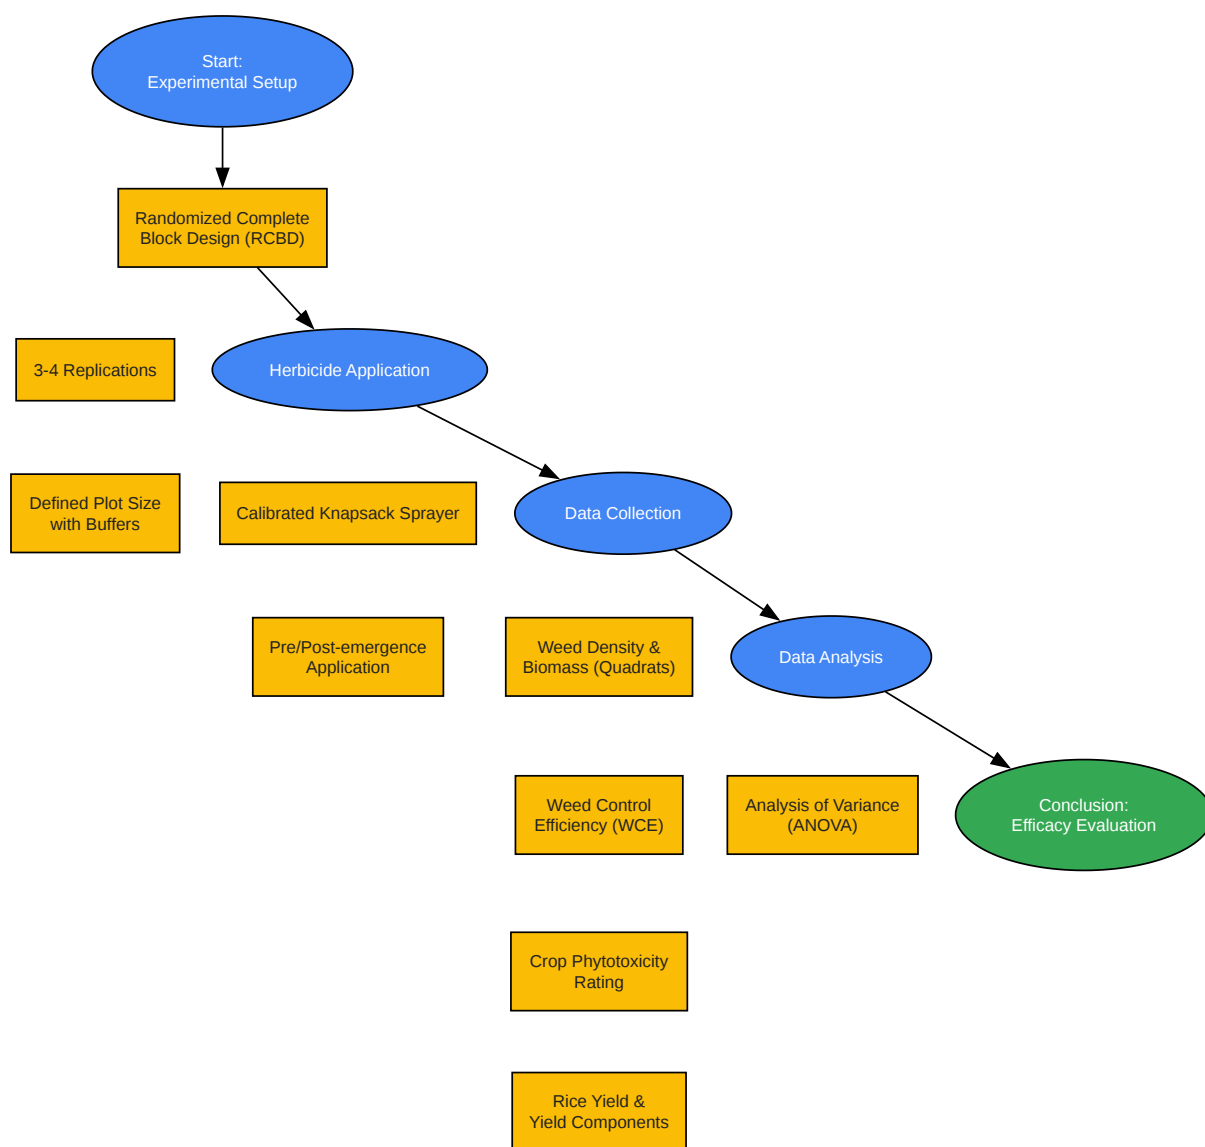 Start:
Experimental Setup
Randomized Complete
Block Design (RCBD)
3-4 Replications
Herbicide Application
Defined Plot Size
with Buffers
Calibrated Knapsack Sprayer
Data Collection
Pre/Post-emergence
Application
Weed Density &
Biomass (Quadrats)
Data Analysis
Weed Control
Efficiency (WCE)
Analysis of Variance
(ANOVA)
Conclusion:
Efficacy Evaluation
Crop Phytotoxicity
Rating
Rice Yield &
Yield Components